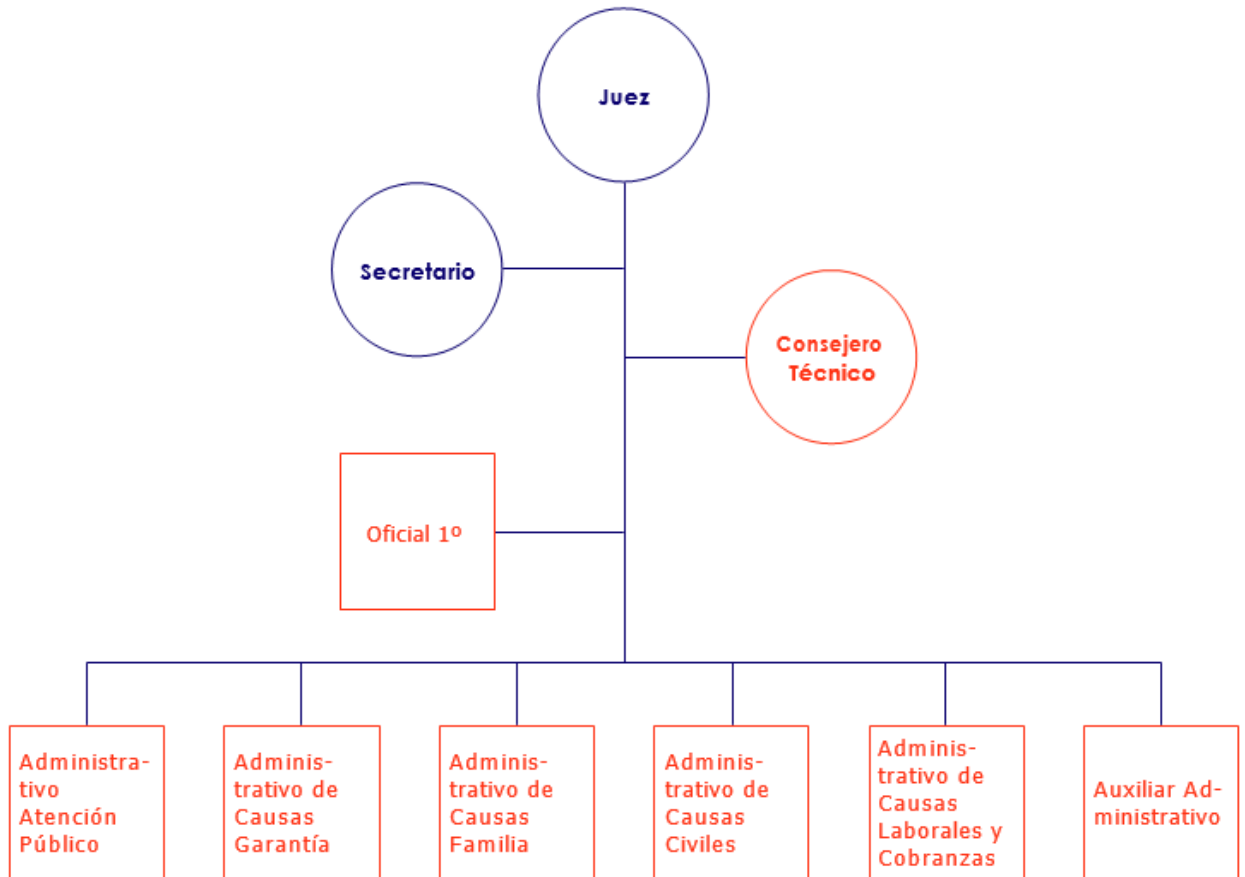 Juez
Secretario
Consejero
Técnico
Oficial 1º
Administra-
tivo
Atención
Público
Adminis-
trativo de
Causas
Garantía
Adminis-
trativo de
Causas
Familia
Adminis-
trativo de
Causas
Civiles
Adminis-
trativo de
Causas
Laborales y
Cobranzas
Auxiliar Ad-
ministrativo